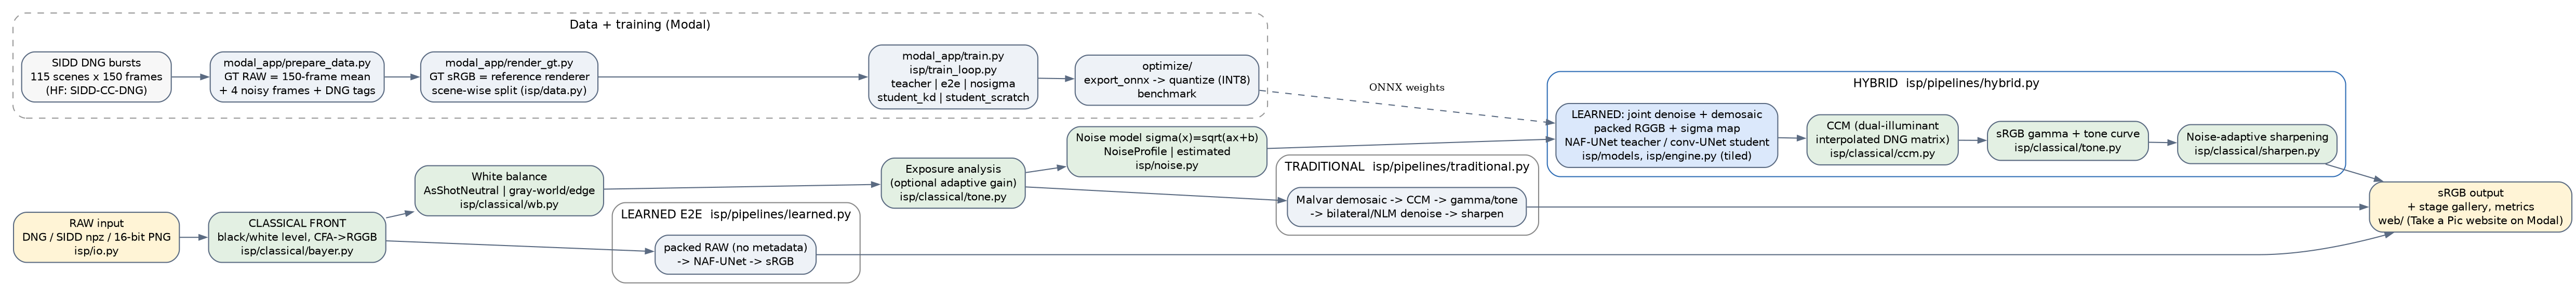 Data + training (Modal)
SIDD DNG bursts
115 scenes x 150 frames
(HF: SIDD-CC-DNG)
modal_app/prepare_data.py
GT RAW = 150-frame mean
+ 4 noisy frames + DNG tags
modal_app/render_gt.py
GT sRGB = reference renderer
scene-wise split (isp/data.py)
modal_app/train.py
isp/train_loop.py
teacher | e2e | nosigma
student_kd | student_scratch
optimize/
export_onnx -> quantize (INT8)
benchmark
ONNX weights
HYBRID  isp/pipelines/hybrid.py
LEARNED: joint denoise + demosaic
packed RGGB + sigma map
NAF-UNet teacher / conv-UNet student
isp/models, isp/engine.py (tiled)
CCM (dual-illuminant
interpolated DNG matrix)
isp/classical/ccm.py
sRGB gamma + tone curve
isp/classical/tone.py
Noise-adaptive sharpening
isp/classical/sharpen.py
RAW input
DNG / SIDD npz / 16-bit PNG
isp/io.py
CLASSICAL FRONT
black/white level, CFA->RGGB
isp/classical/bayer.py
White balance
AsShotNeutral | gray-world/edge
isp/classical/wb.py
Exposure analysis
(optional adaptive gain)
isp/classical/tone.py
Noise model sigma(x)=sqrt(ax+b)
NoiseProfile | estimated
isp/noise.py
TRADITIONAL  isp/pipelines/traditional.py
Malvar demosaic -> CCM -> gamma/tone
-> bilateral/NLM denoise -> sharpen
LEARNED E2E  isp/pipelines/learned.py
packed RAW (no metadata)
-> NAF-UNet -> sRGB
sRGB output
+ stage gallery, metrics
web/ (Take a Pic website on Modal)